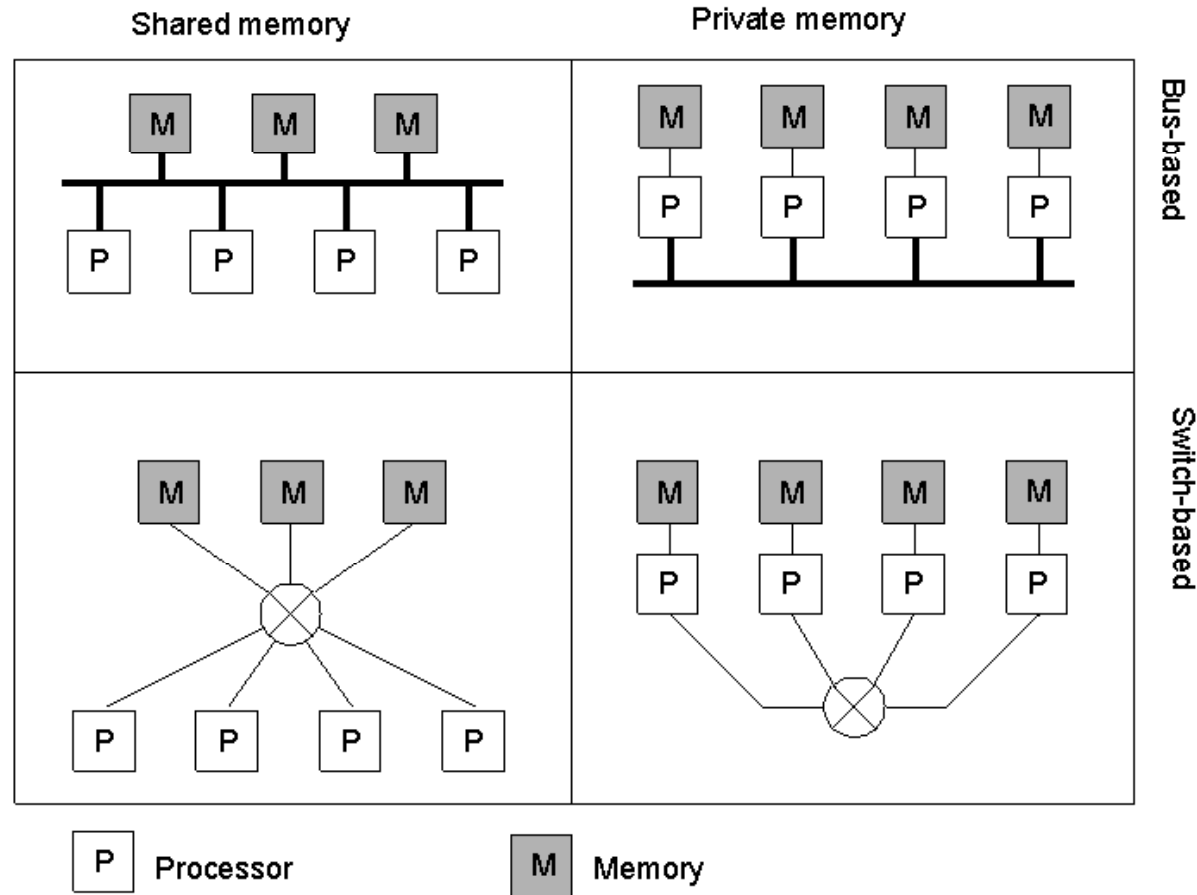 Shared memory
Private memory
Bus-based
M M M
P P P P
M M M M
P P P P
Switch-based
M M M
P P P P
M M M M
P P P P
P Processor
M Memory